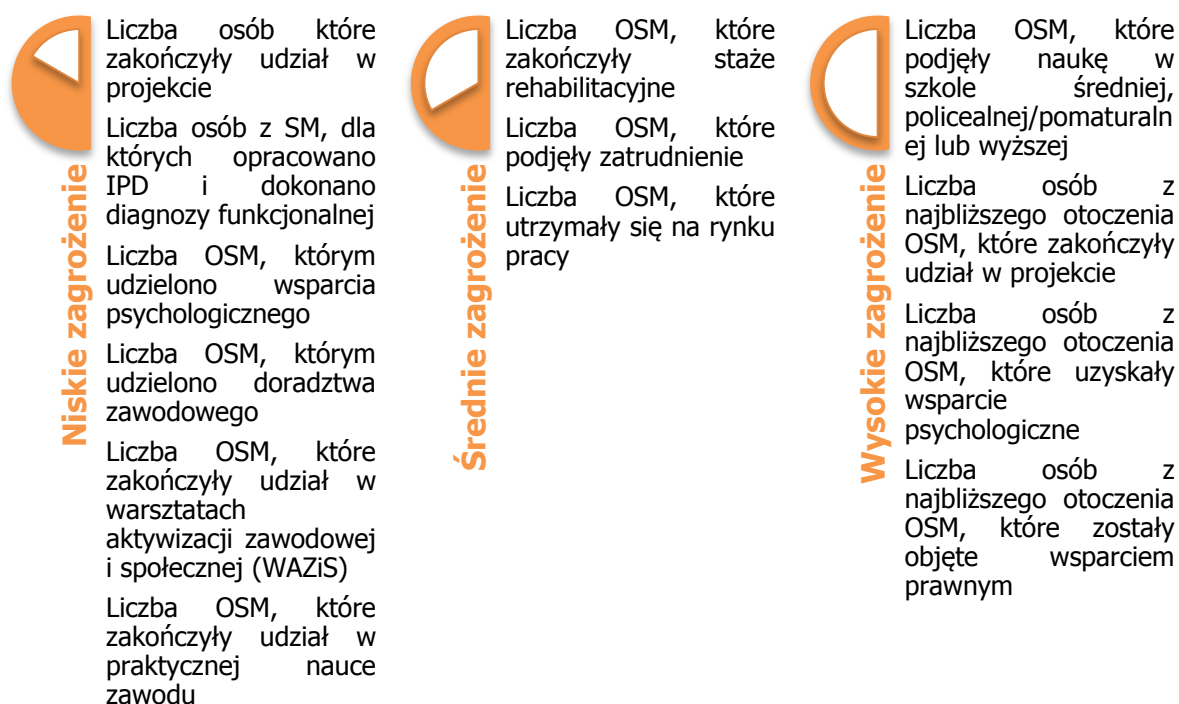 Niskie zagrożenie
Liczba osób które
zakończyły udział w
projekcie
Liczba osób z SM, dla
których opracowano
IPD i dokonano
diagnozy funkcjonalnej
Liczba OSM, którym
udzielono wsparcia
psychologicznego
Liczba OSM, którym
udzielono doradztwa
zawodowego
Liczba OSM, które
zakończyły udział w
warsztatach
aktywizacji zawodowej
i społecznej (WAZiS)
Liczba OSM, które
zakończyły udział w
praktycznej nauce
zawodu
Średnie zagrożenie
Liczba OSM, które
zakończyły staże
rehabilitacyjne
Liczba OSM, które
podjęły zatrudnienie
Liczba OSM, które
utrzymały się na rynku
pracy
Wysokie zagrożenie
Liczba OSM, które
podjęły naukę w
szkole średniej,
policealnej/pomaturaln
ej lub wyższej
Liczba osób z
najbliższego otoczenia
OSM, które zakończyły
udział w projekcie
Liczba osób z
najbliższego otoczenia
OSM, które uzyskały
wsparcie
psychologiczne
Liczba osób z
najbliższego otoczenia
OSM, które zostały
objęte wsparciem
prawnym